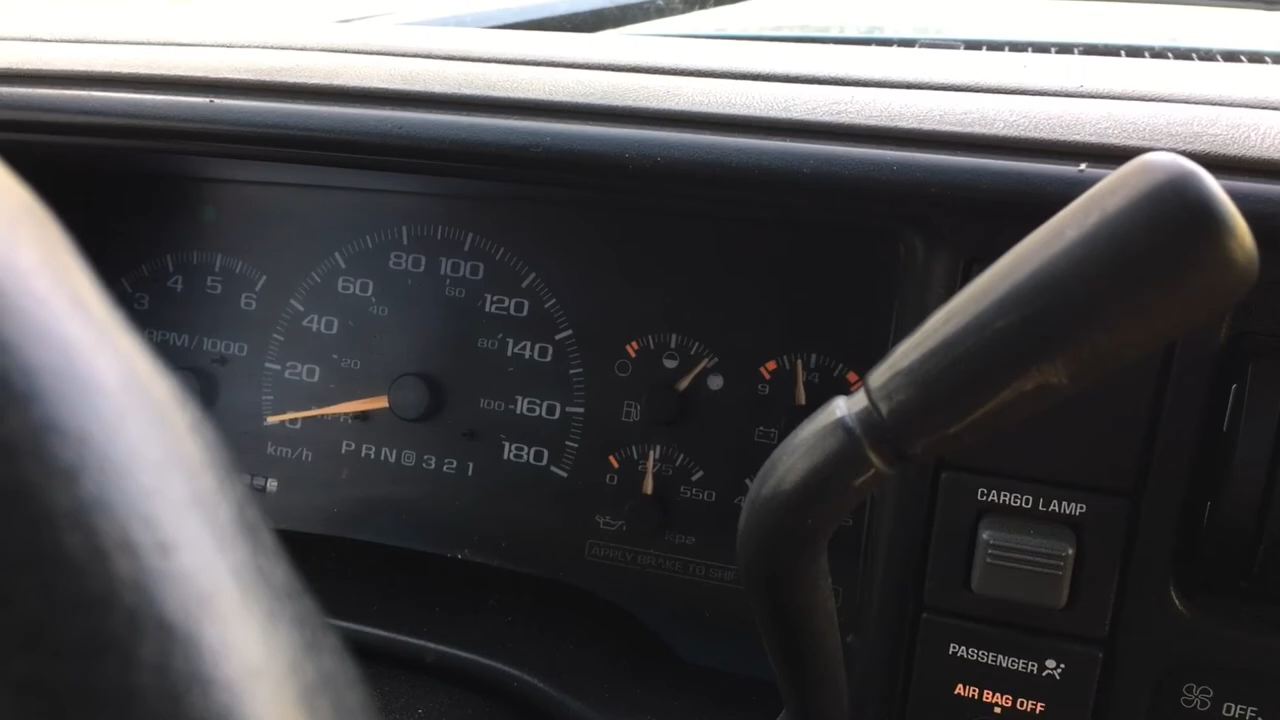 3 4 5 6
RPM/1000
20 40 60 80 100 120 140 160 180
20 40 60 80 100
km/h
P R N D 3 2 1
9 14
0 275 550
kpa
APPLY BRAKE TO SHIF
CARGO LAMP
PASSENGER
AIR BAG OFF
OFF